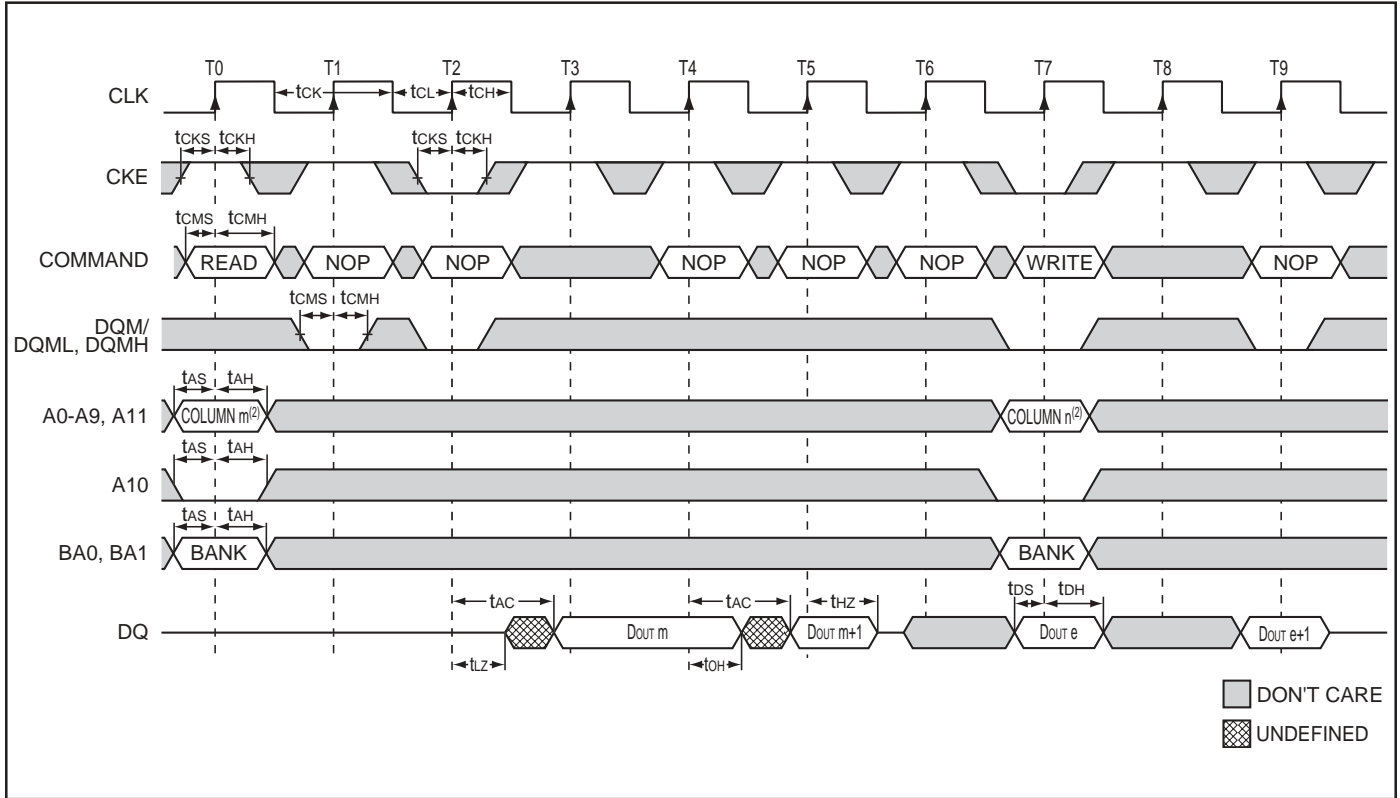 T0 T1 T2 T3 T4 T5 T6 T7 T8 T9
CLK
tCK tCL tCH
tCKS tCKH tCKS tCKH
CKE
tCMS tCMH
COMMAND READ NOP NOP NOP NOP NOP WRITE NOP
tCMS tCMH
DQM/
DQML, DQMH
tAS tAH
A0-A9, A11 COLUMN m(2) COLUMN n(2)
tAS tAH
A10
tAS tAH
BA0, BA1 BANK BANK
tAC tAC tHZ tDS tDH
DQ DOUT m DOUT m+1 DOUT e DOUT e+1
tLZ tOH
DON'T CARE
UNDEFINED